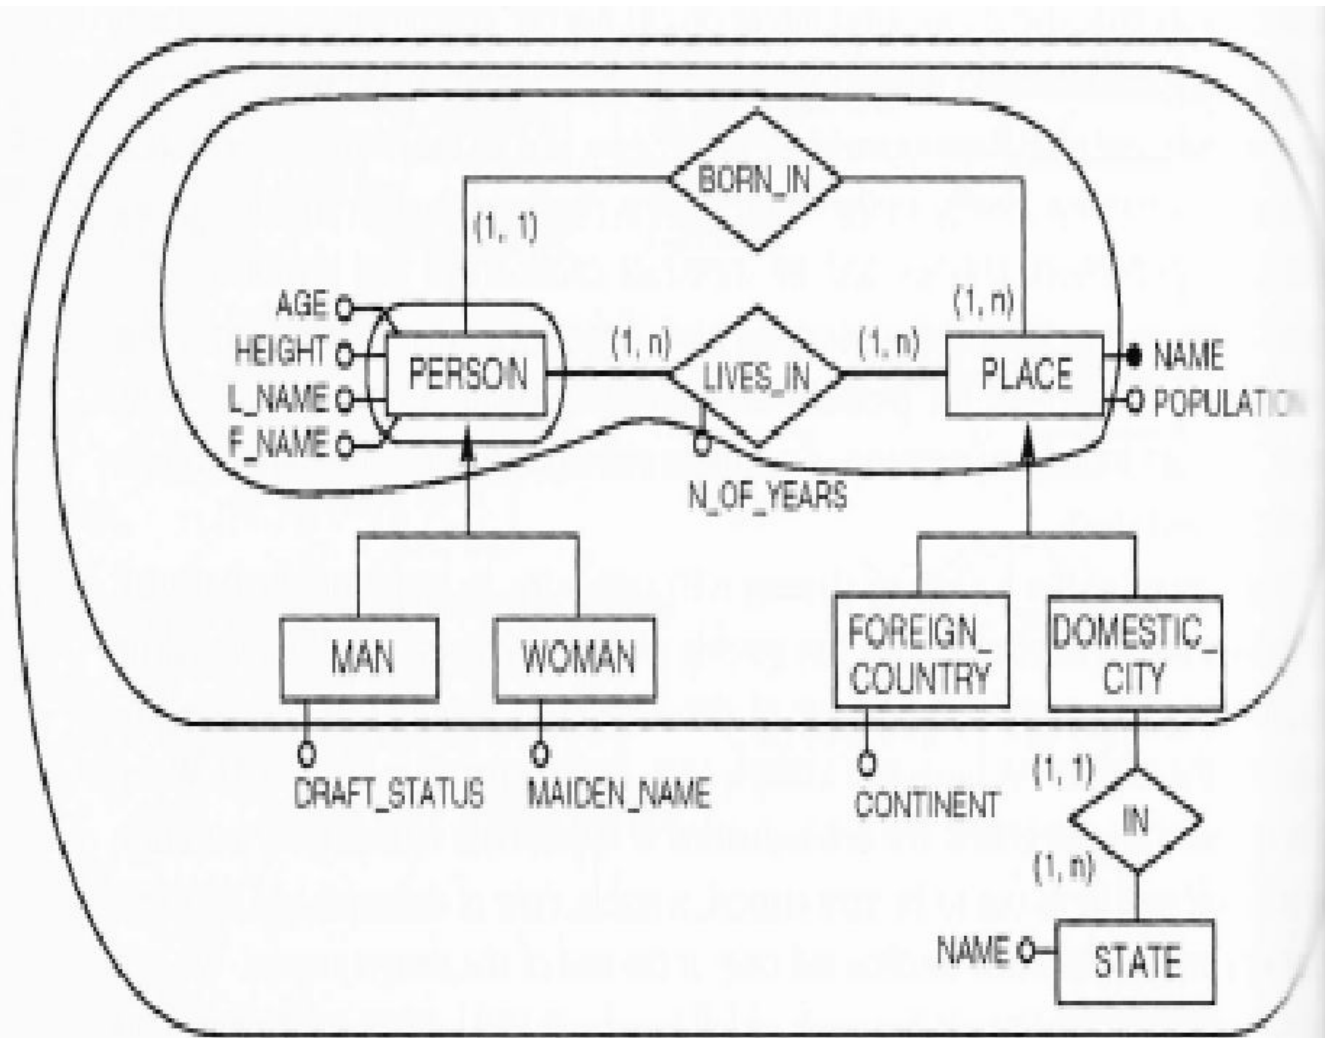 BORN_IN
(1, 1)
(1, n)
AGE
HEIGHT
L_NAME
F_NAME
PERSON
(1, n)
LIVES_IN
(1, n)
PLACE
NAME
POPULATION
N_OF_YEARS
MAN
WOMAN
FOREIGN_
COUNTRY
DOMESTIC_
CITY
DRAFT_STATUS
MAIDEN_NAME
CONTINENT
(1, 1)
IN
(1, n)
NAME
STATE